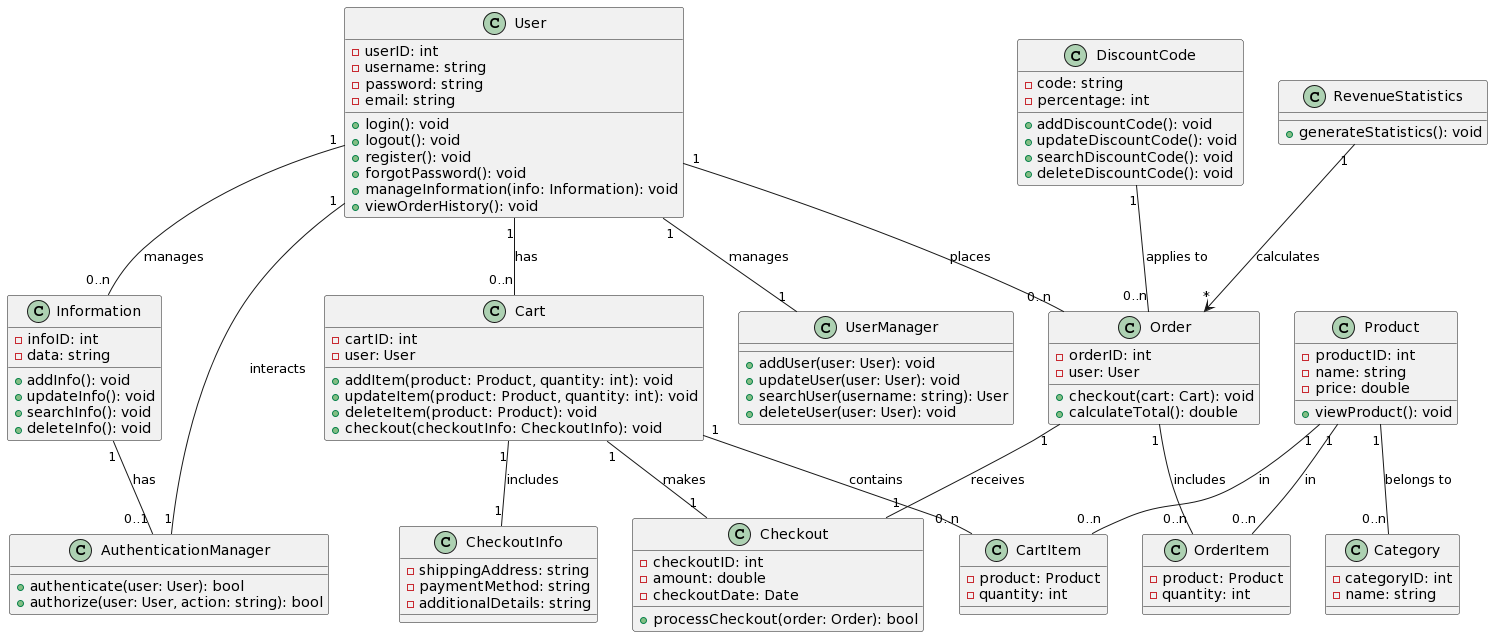 C User
userID: int
username: string
password: string
email: string
login(): void
logout(): void
register(): void
forgotPassword(): void
manageInformation(info: Information): void
viewOrderHistory(): void
C DiscountCode
code: string
percentage: int
addDiscountCode(): void
updateDiscountCode(): void
searchDiscountCode(): void
deleteDiscountCode(): void
C RevenueStatistics
generateStatistics(): void
1
1
1
1
1
1
1
manages
has
manages
places
applies to
calculates
0..n
0..n
1
0..n
0..n
*
interacts
C Information
infoID: int
data: string
addInfo(): void
updateInfo(): void
searchInfo(): void
deleteInfo(): void
C Cart
cartID: int
user: User
addItem(product: Product, quantity: int): void
updateItem(product: Product, quantity: int): void
deleteItem(product: Product): void
checkout(checkoutInfo: CheckoutInfo): void
C UserManager
addUser(user: User): void
updateUser(user: User): void
searchUser(username: string): User
deleteUser(user: User): void
C Order
orderID: int
user: User
checkout(cart: Cart): void
calculateTotal(): double
C Product
productID: int
name: string
price: double
viewProduct(): void
1
1
1
1
1
1
1
1
1
has
includes
makes
contains
receives
includes
in
in
belongs to
0..1
1
1
1
1
0..n
0..n
0..n
0..n
0..n
C AuthenticationManager
authenticate(user: User): bool
authorize(user: User, action: string): bool
C CheckoutInfo
shippingAddress: string
paymentMethod: string
additionalDetails: string
C Checkout
checkoutID: int
amount: double
checkoutDate: Date
processCheckout(order: Order): bool
C CartItem
product: Product
quantity: int
C OrderItem
product: Product
quantity: int
C Category
categoryID: int
name: string